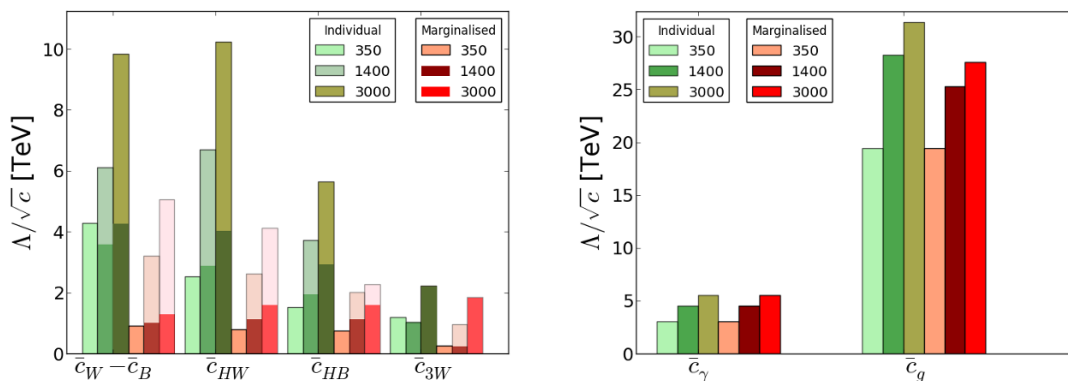 Λ/√c [TeV]
10
8
6
4
2
0
Individual
350
1400
3000
Marginalised
350
1400
3000
c̄_W − c̄_B
c̄_HW
c̄_HB
c̄_3W
Λ/√c [TeV]
30
25
20
15
10
5
0
Individual
350
1400
3000
Marginalised
350
1400
3000
c̄_γ
c̄_g